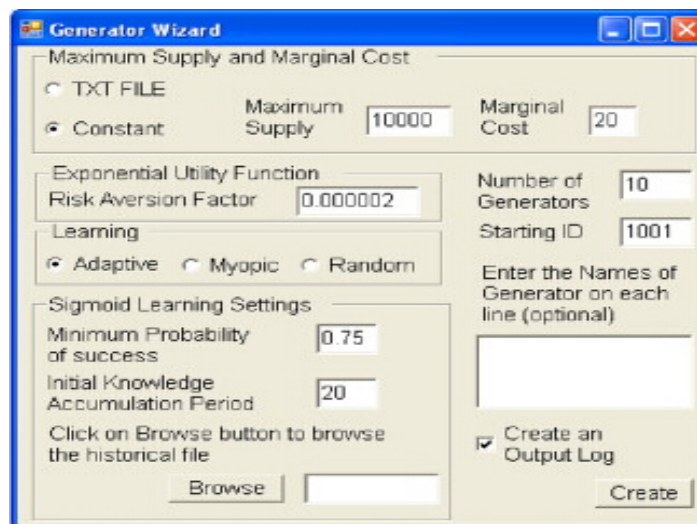 Generator Wizard
Maximum Supply and Marginal Cost
TXT FILE
Constant
Maximum
Supply
10000
Marginal
Cost
20
Exponential Utility Function
Risk Aversion Factor
0.000002
Learning
Adaptive Myopic Random
Sigmoid Learning Settings
Minimum Probability
of success
0.75
Initial Knowledge
Accumulation Period
20
Click on Browse button to browse
the historical file
Browse
Number of
Generators
10
Starting ID
1001
Enter the Names of
Generator on each
line (optional)
Create an
Output Log
Create